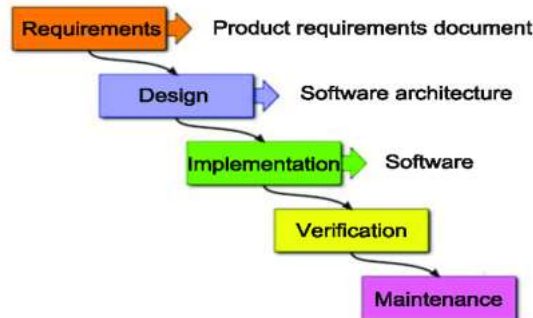 Requirements
Product requirements document
Design
Software architecture
Implementation
Software
Verification
Maintenance